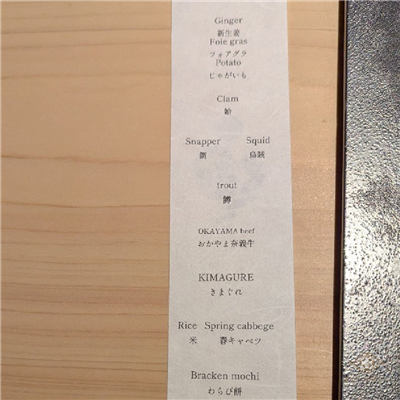 Ginger
新生姜
Foie gras
フォアグラ
Potato
じゃがいも
Clam
蛤
Snapper Squid
鯛 烏賊
trout
鱒
OKAYAMA beef
おかやま奈義牛
KIMAGURE
きまぐれ
Rice Spring cabbege
米 春キャベツ
Bracken mochi
わらび餅